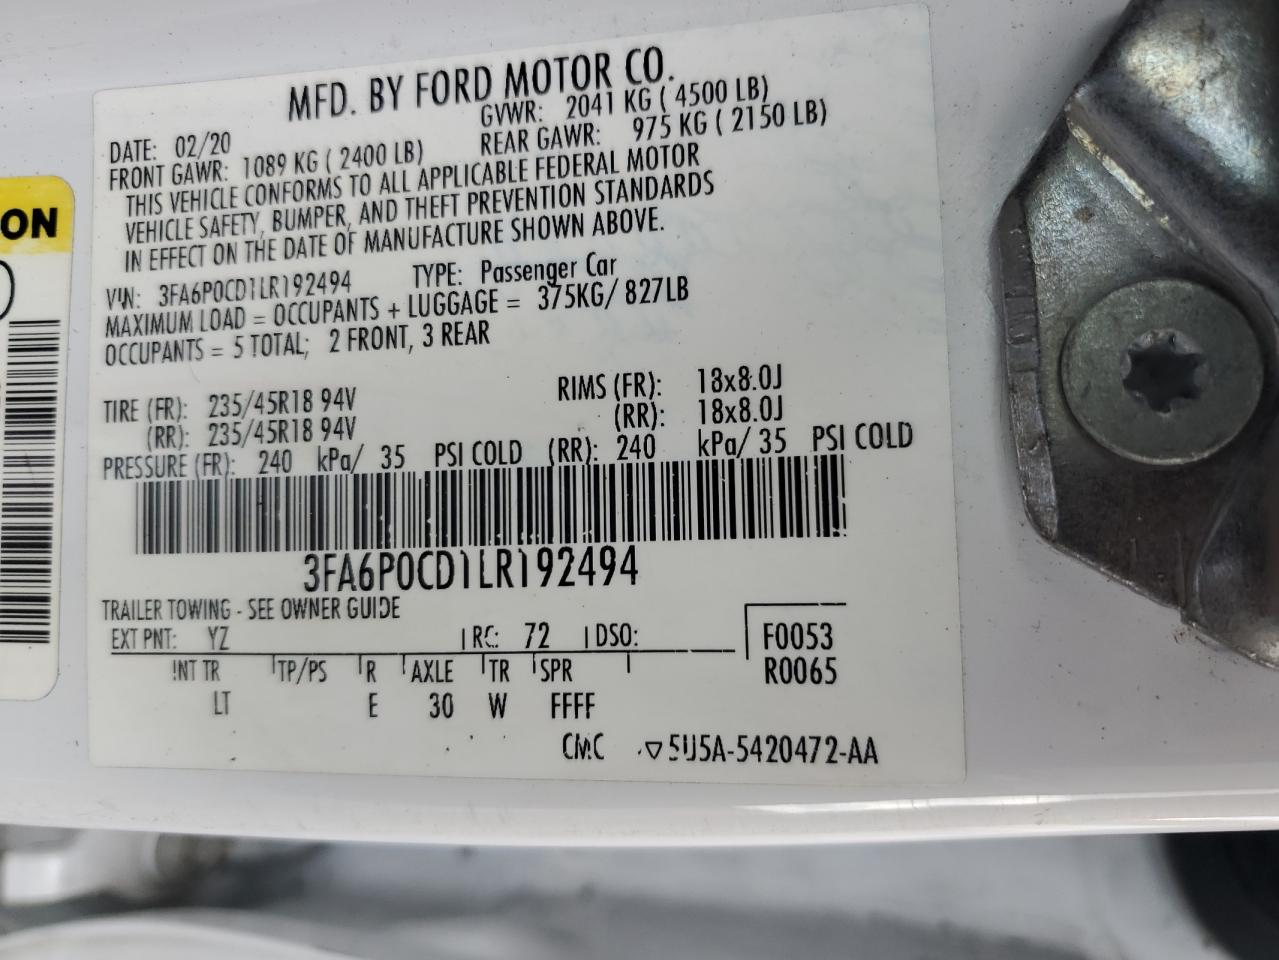 MFD. BY FORD MOTOR CO.
DATE: 02/20 GVWR: 2041 KG ( 4500 LB)
FRONT GAWR: 1089 KG ( 2400 LB) REAR GAWR: 975 KG ( 2150 LB)
THIS VEHICLE CONFORMS TO ALL APPLICABLE FEDERAL MOTOR
VEHICLE SAFETY, BUMPER, AND THEFT PREVENTION STANDARDS
IN EFFECT ON THE DATE OF MANUFACTURE SHOWN ABOVE.
VIN: 3FA6P0CD1LR192494 TYPE: Passenger Car
MAXIMUM LOAD = OCCUPANTS + LUGGAGE = 375KG/ 827LB
OCCUPANTS = 5 TOTAL; 2 FRONT, 3 REAR
TIRE (FR): 235/45R18 94V RIMS (FR): 18x8.0J
(RR): 235/45R18 94V (RR): 18x8.0J
PRESSURE (FR): 240 kPa/ 35 PSI COLD (RR): 240 kPa/ 35 PSI COLD
3FA6P0CD1LR192494
TRAILER TOWING - SEE OWNER GUIDE
EXT PNT: YZ RC: 72 DSO: F0053
INT TR TP/PS R AXLE TR SPR R0065
LT E 30 W FFFF
CMC 5U5A-5420472-AA
ON